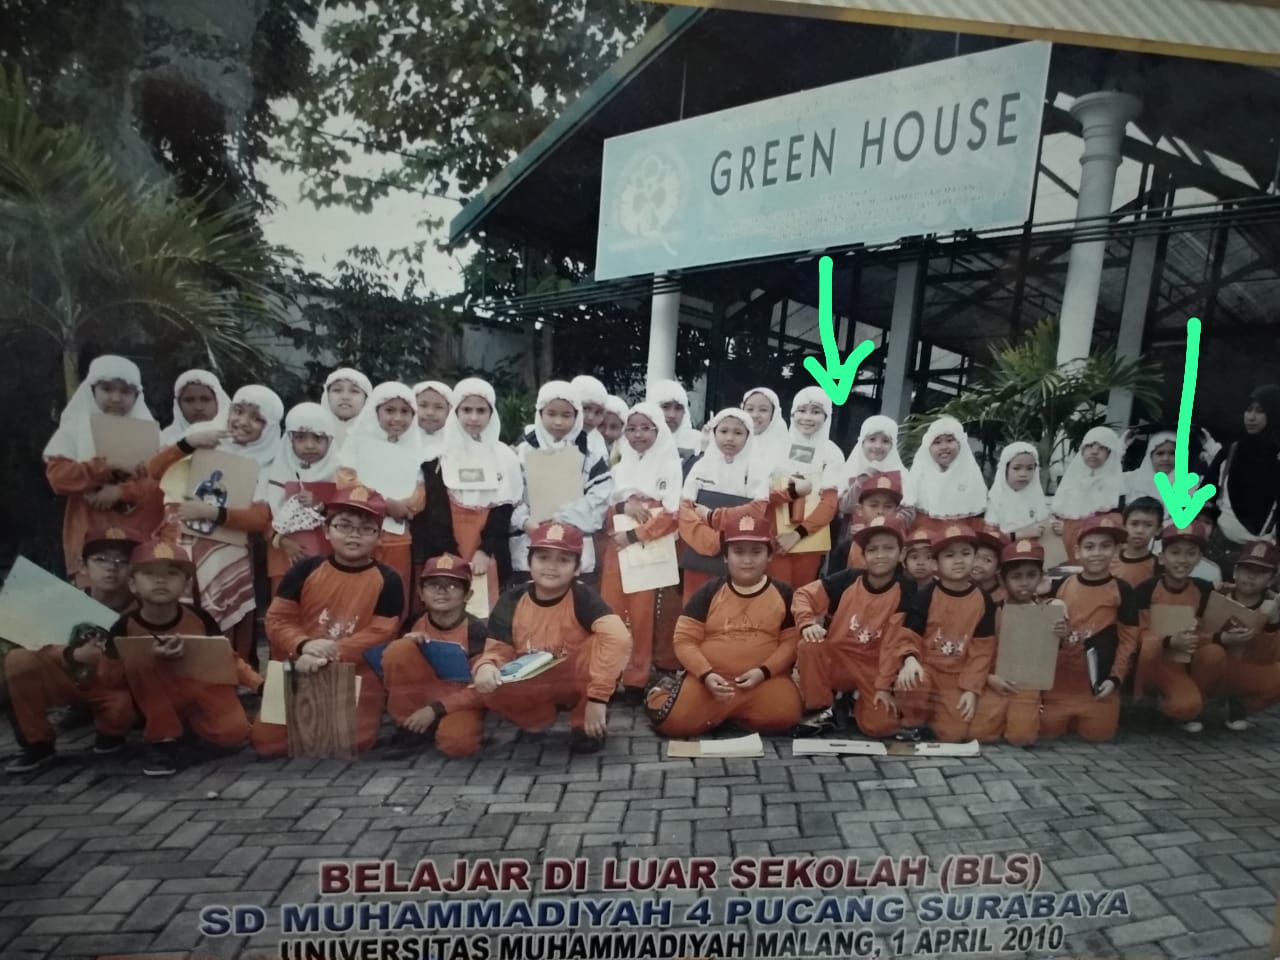 GREEN HOUSE
BELAJAR DI LUAR SEKOLAH (BLS)
SD MUHAMMADIYAH 4 PUCANG SURABAYA
UNIVERSITAS MUHAMMADIYAH MALANG, 1 APRIL 2010